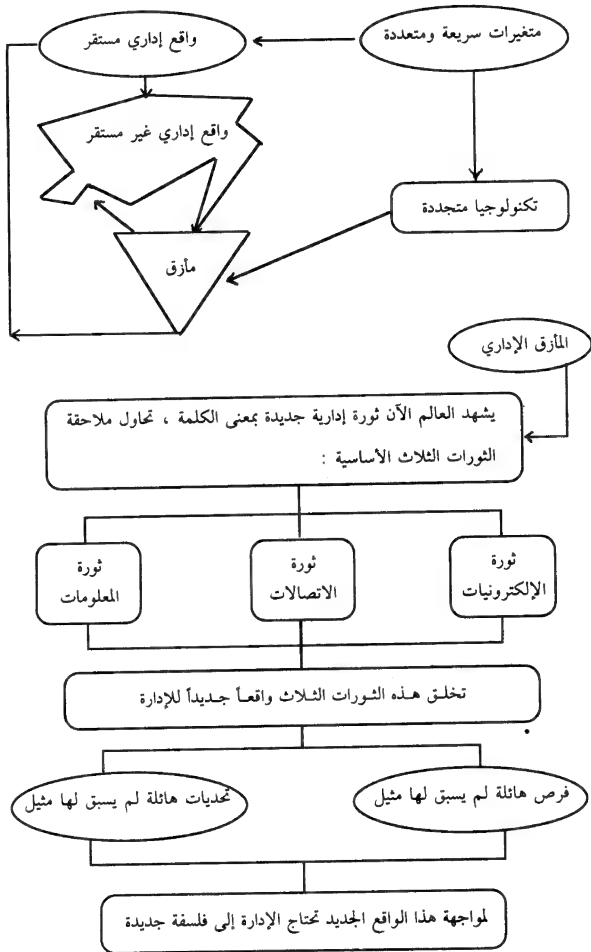 متغيرات سريعة ومتعددة
واقع إداري مستقر
واقع إداري غير مستقر
تكنولوجيا متجددة
مأزق
المأزق الإداري
يشهد العالم الآن ثورة إدارية جديدة بمعنى الكلمة ، تحاول ملاحقة
الثورات الثلاث الأساسية :
ثورة
الإلكترونيات
ثورة
الاتصالات
ثورة
المعلومات
تخلق هذه الثورات الثلاث واقعاً جديداً للإدارة
فرص هائلة لم يسبق لها مثيل
تحديات هائلة لم يسبق لها مثيل
لمواجهة هذا الواقع الجديد تحتاج الإدارة إلى فلسفة جديدة